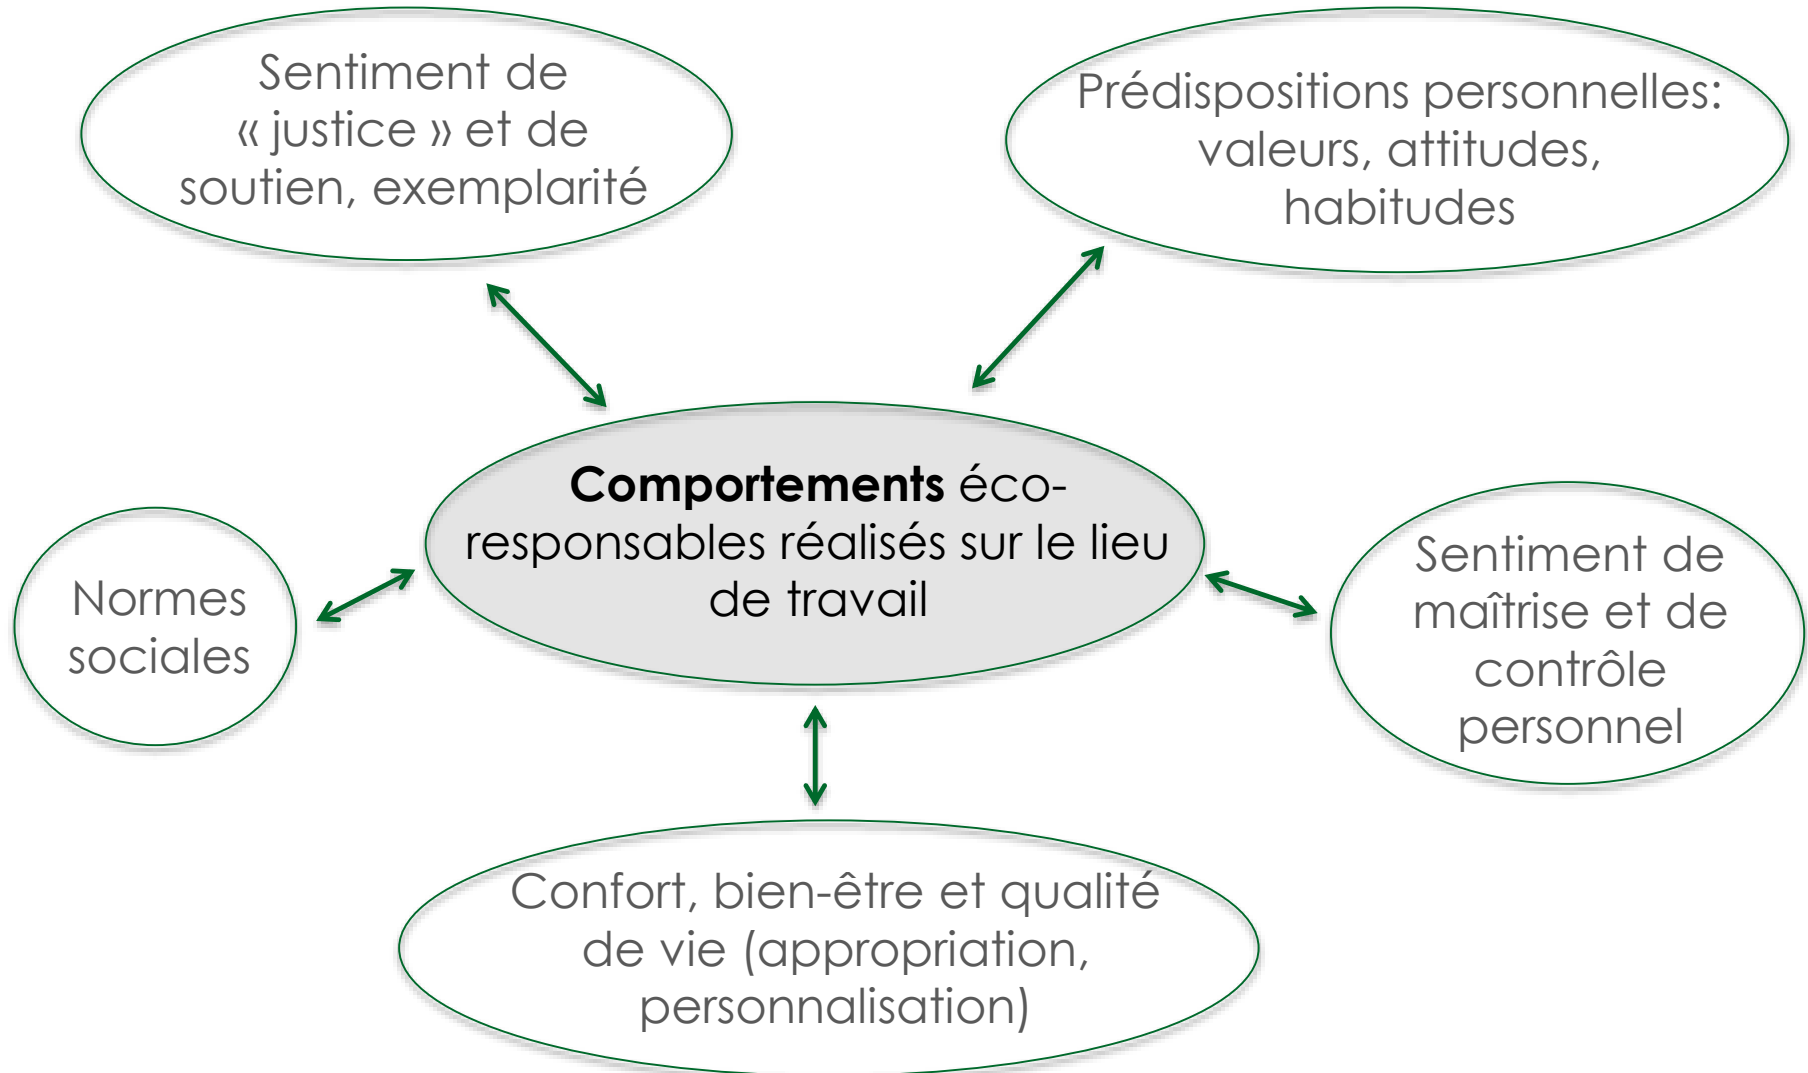 Sentiment de
« justice » et de
soutien, exemplarité
Prédispositions personnelles:
valeurs, attitudes,
habitudes
Comportements éco-
responsables réalisés sur le lieu
de travail
Normes
sociales
Sentiment de
maîtrise et de
contrôle
personnel
Confort, bien-être et qualité
de vie (appropriation,
personnalisation)